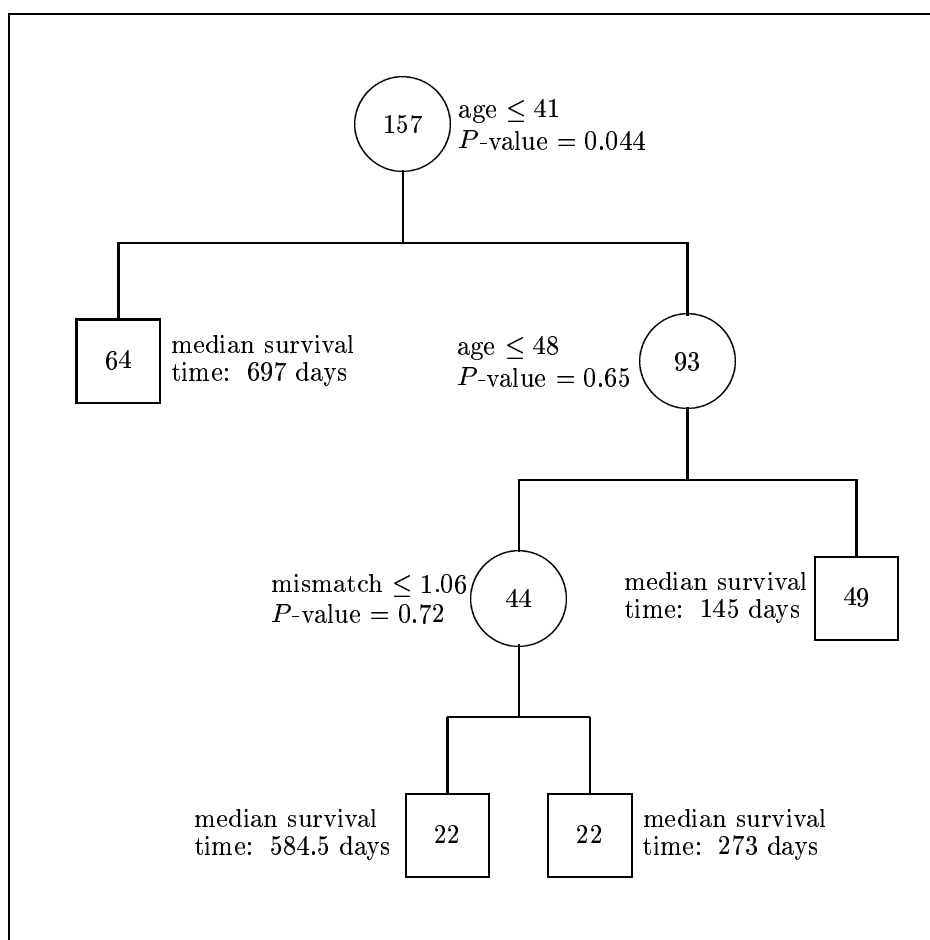 157
age ≤ 41
P-value = 0.044
64
median survival
time: 697 days
age ≤ 48
P-value = 0.65
93
mismatch ≤ 1.06
P-value = 0.72
44
median survival
time: 145 days
49
median survival
time: 584.5 days
22
22
median survival
time: 273 days